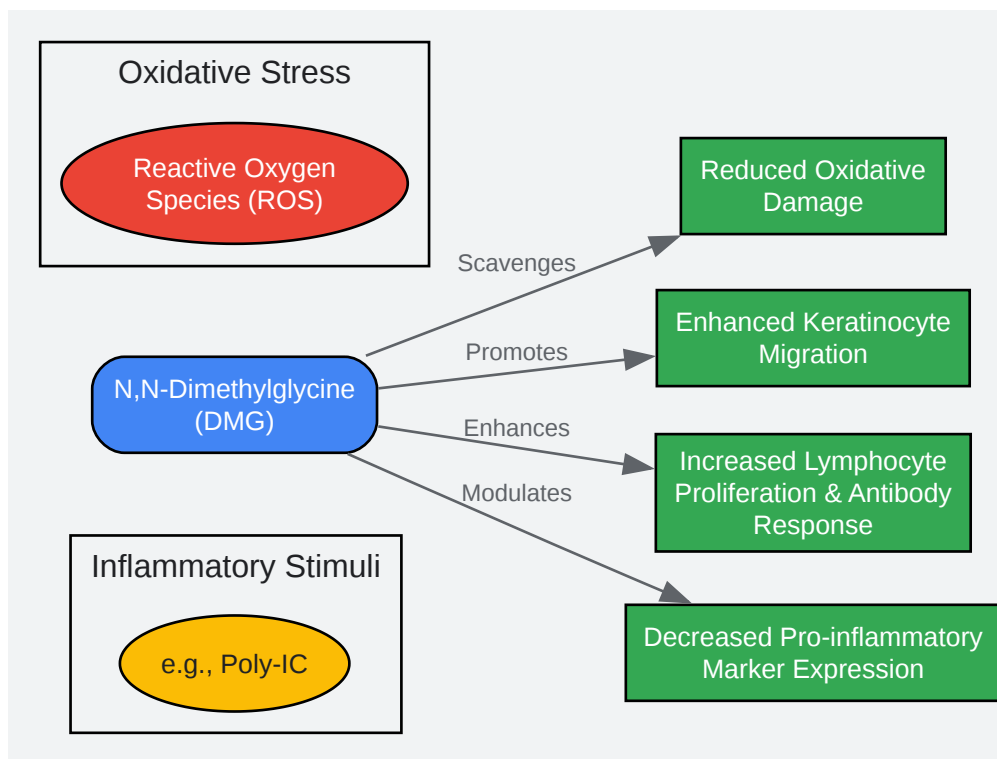 Oxidative Stress
Reactive Oxygen
Species (ROS)
Reduced Oxidative
Damage
Scavenges
Enhanced Keratinocyte
Migration
Promotes
N,N-Dimethylglycine
(DMG)
Enhances
Increased Lymphocyte
Proliferation & Antibody
Response
Modulates
Inflammatory Stimuli
e.g., Poly-IC
Decreased Pro-inflammatory
Marker Expression